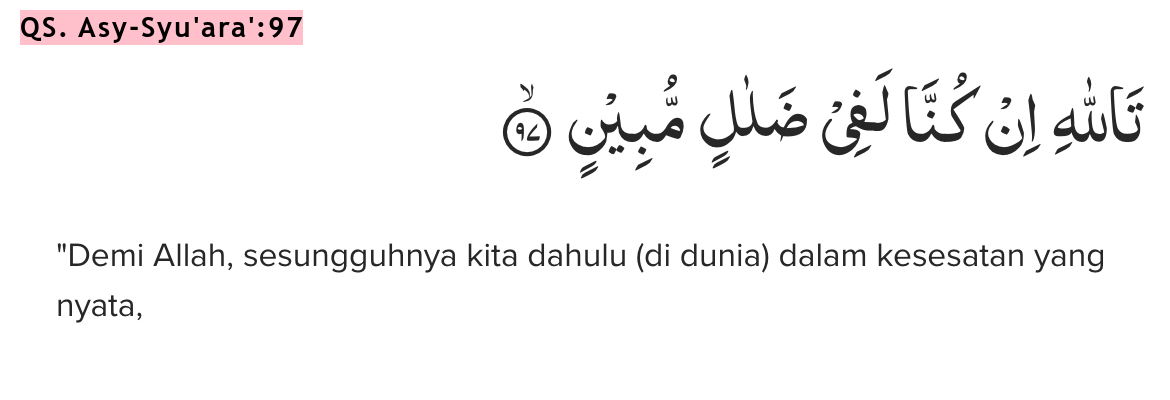 QS. Asy-Syu'ara':97
تَاللّٰهِ اِنْ كُنَّا لَفِيْ ضَلٰلٍ مُّبِيْنٍ ۙ ٩٧
"Demi Allah, sesungguhnya kita dahulu (di dunia) dalam kesesatan yang
nyata,